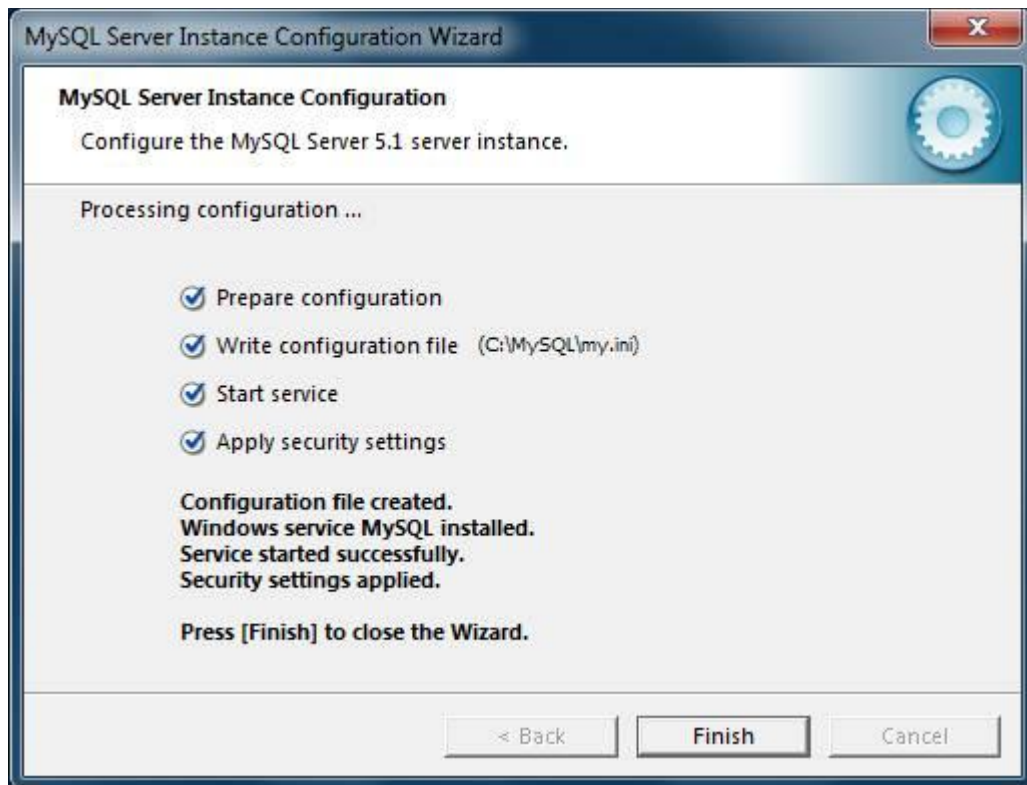 MySQL Server Instance Configuration Wizard
MySQL Server Instance Configuration
Configure the MySQL Server 5.1 server instance.
Processing configuration ...
Prepare configuration
Write configuration file (C:\MySQL\my.ini)
Start service
Apply security settings
Configuration file created.
Windows service MySQL installed.
Service started successfully.
Security settings applied.
Press [Finish] to close the Wizard.
< Back Finish Cancel